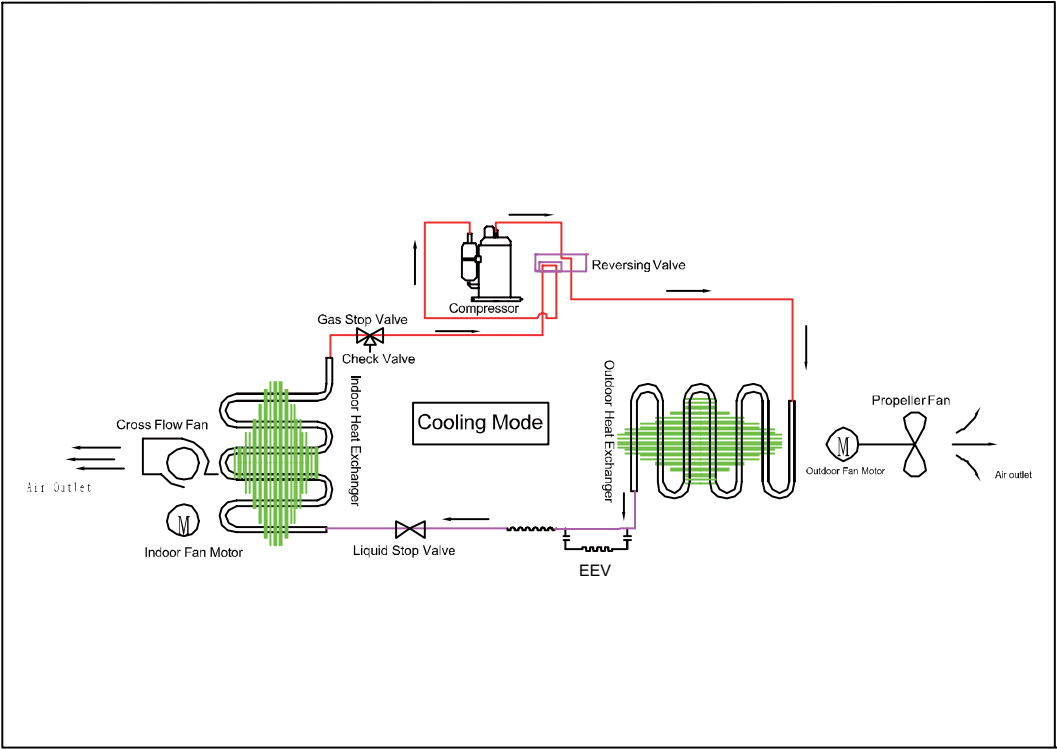 Reversing Valve
Compressor
Gas Stop Valve
Check Valve
Indoor Heat Exchanger
Outdoor Heat Exchanger
Cooling Mode
Propeller Fan
Cross Flow Fan
M
Outdoor Fan Motor
Air outlet
Air Outlet
M
Indoor Fan Motor
Liquid Stop Valve
EEV